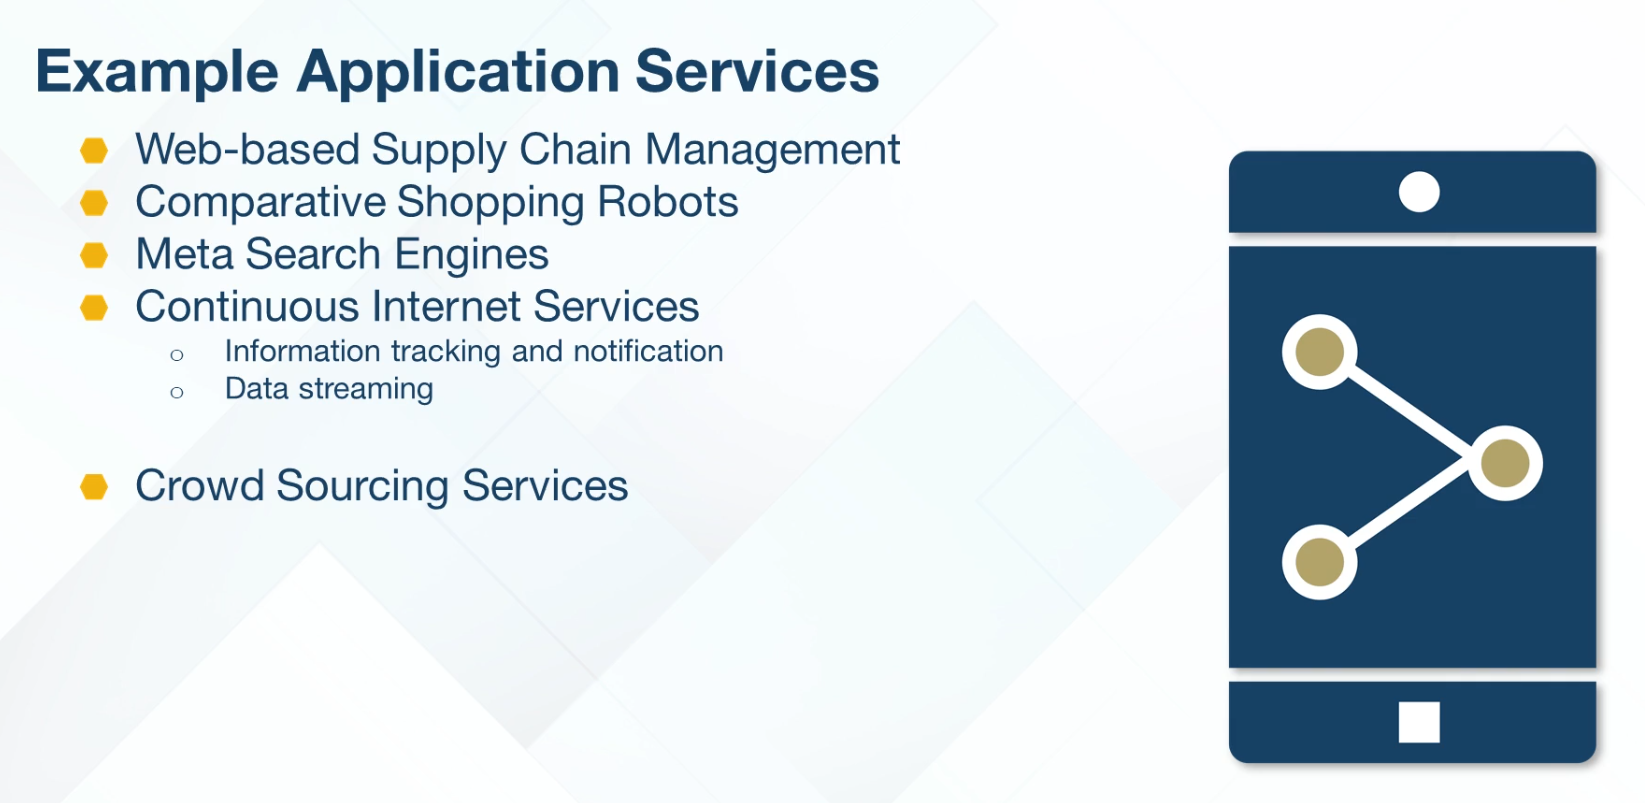 Example Application Services
Web-based Supply Chain Management
Comparative Shopping Robots
Meta Search Engines
Continuous Internet Services
Information tracking and notification
Data streaming
Crowd Sourcing Services